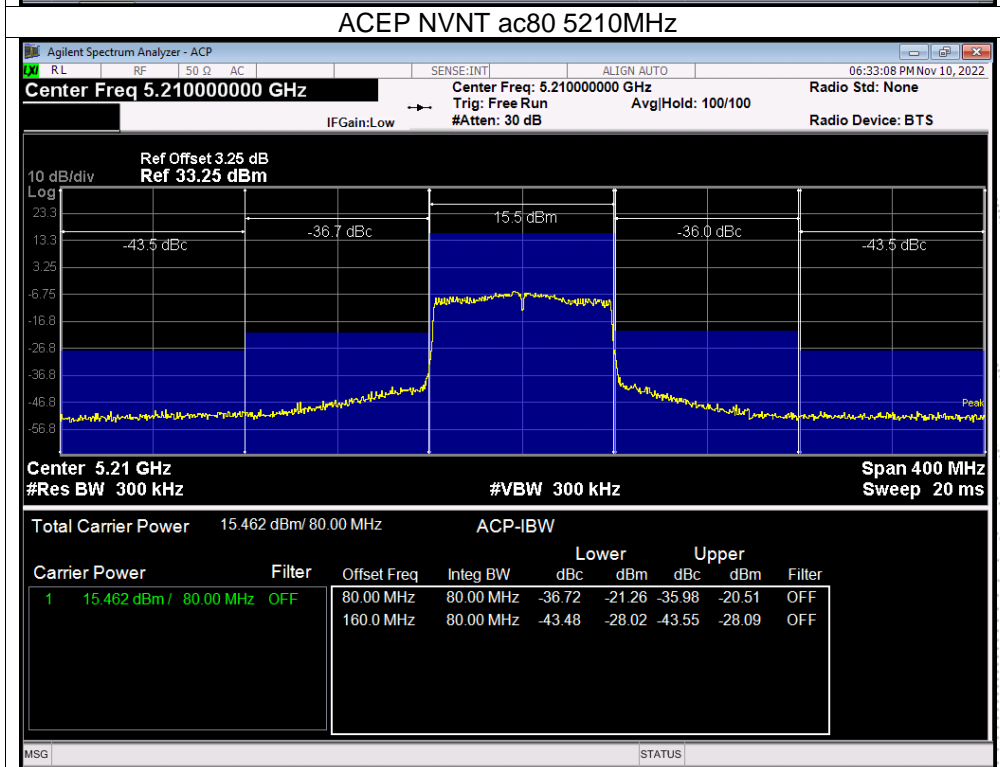 ACEP NVNT ac80 5210MHz
Agilent Spectrum Analyzer - ACP
LXI RL RF 50 Ω AC SENSE:INT ALIGN AUTO 06:33:08 PM Nov 10, 2022
Center Freq 5.210000000 GHz Center Freq: 5.210000000 GHz Radio Std: None
Trig: Free Run Avg|Hold: 100/100
IFGain:Low #Atten: 30 dB Radio Device: BTS
Ref Offset 3.25 dB
10 dB/div Ref 33.25 dBm
Log
23.3
15.5 dBm
-36.7 dBc -36.0 dBc
13.3
-43.5 dBc -43.5 dBc
3.25
-6.75
-16.8
-26.8
-36.8
-46.8 Peak
-56.8
Center 5.21 GHz Span 400 MHz
#Res BW 300 kHz #VBW 300 kHz Sweep 20 ms
Total Carrier Power 15.462 dBm/ 80.00 MHz ACP-IBW
Lower Upper
Carrier Power Filter Offset Freq Integ BW dBc dBm dBc dBm Filter
1 15.462 dBm / 80.00 MHz OFF 80.00 MHz 80.00 MHz -36.72 -21.26 -35.98 -20.51 OFF
160.0 MHz 80.00 MHz -43.48 -28.02 -43.55 -28.09 OFF
MSG STATUS